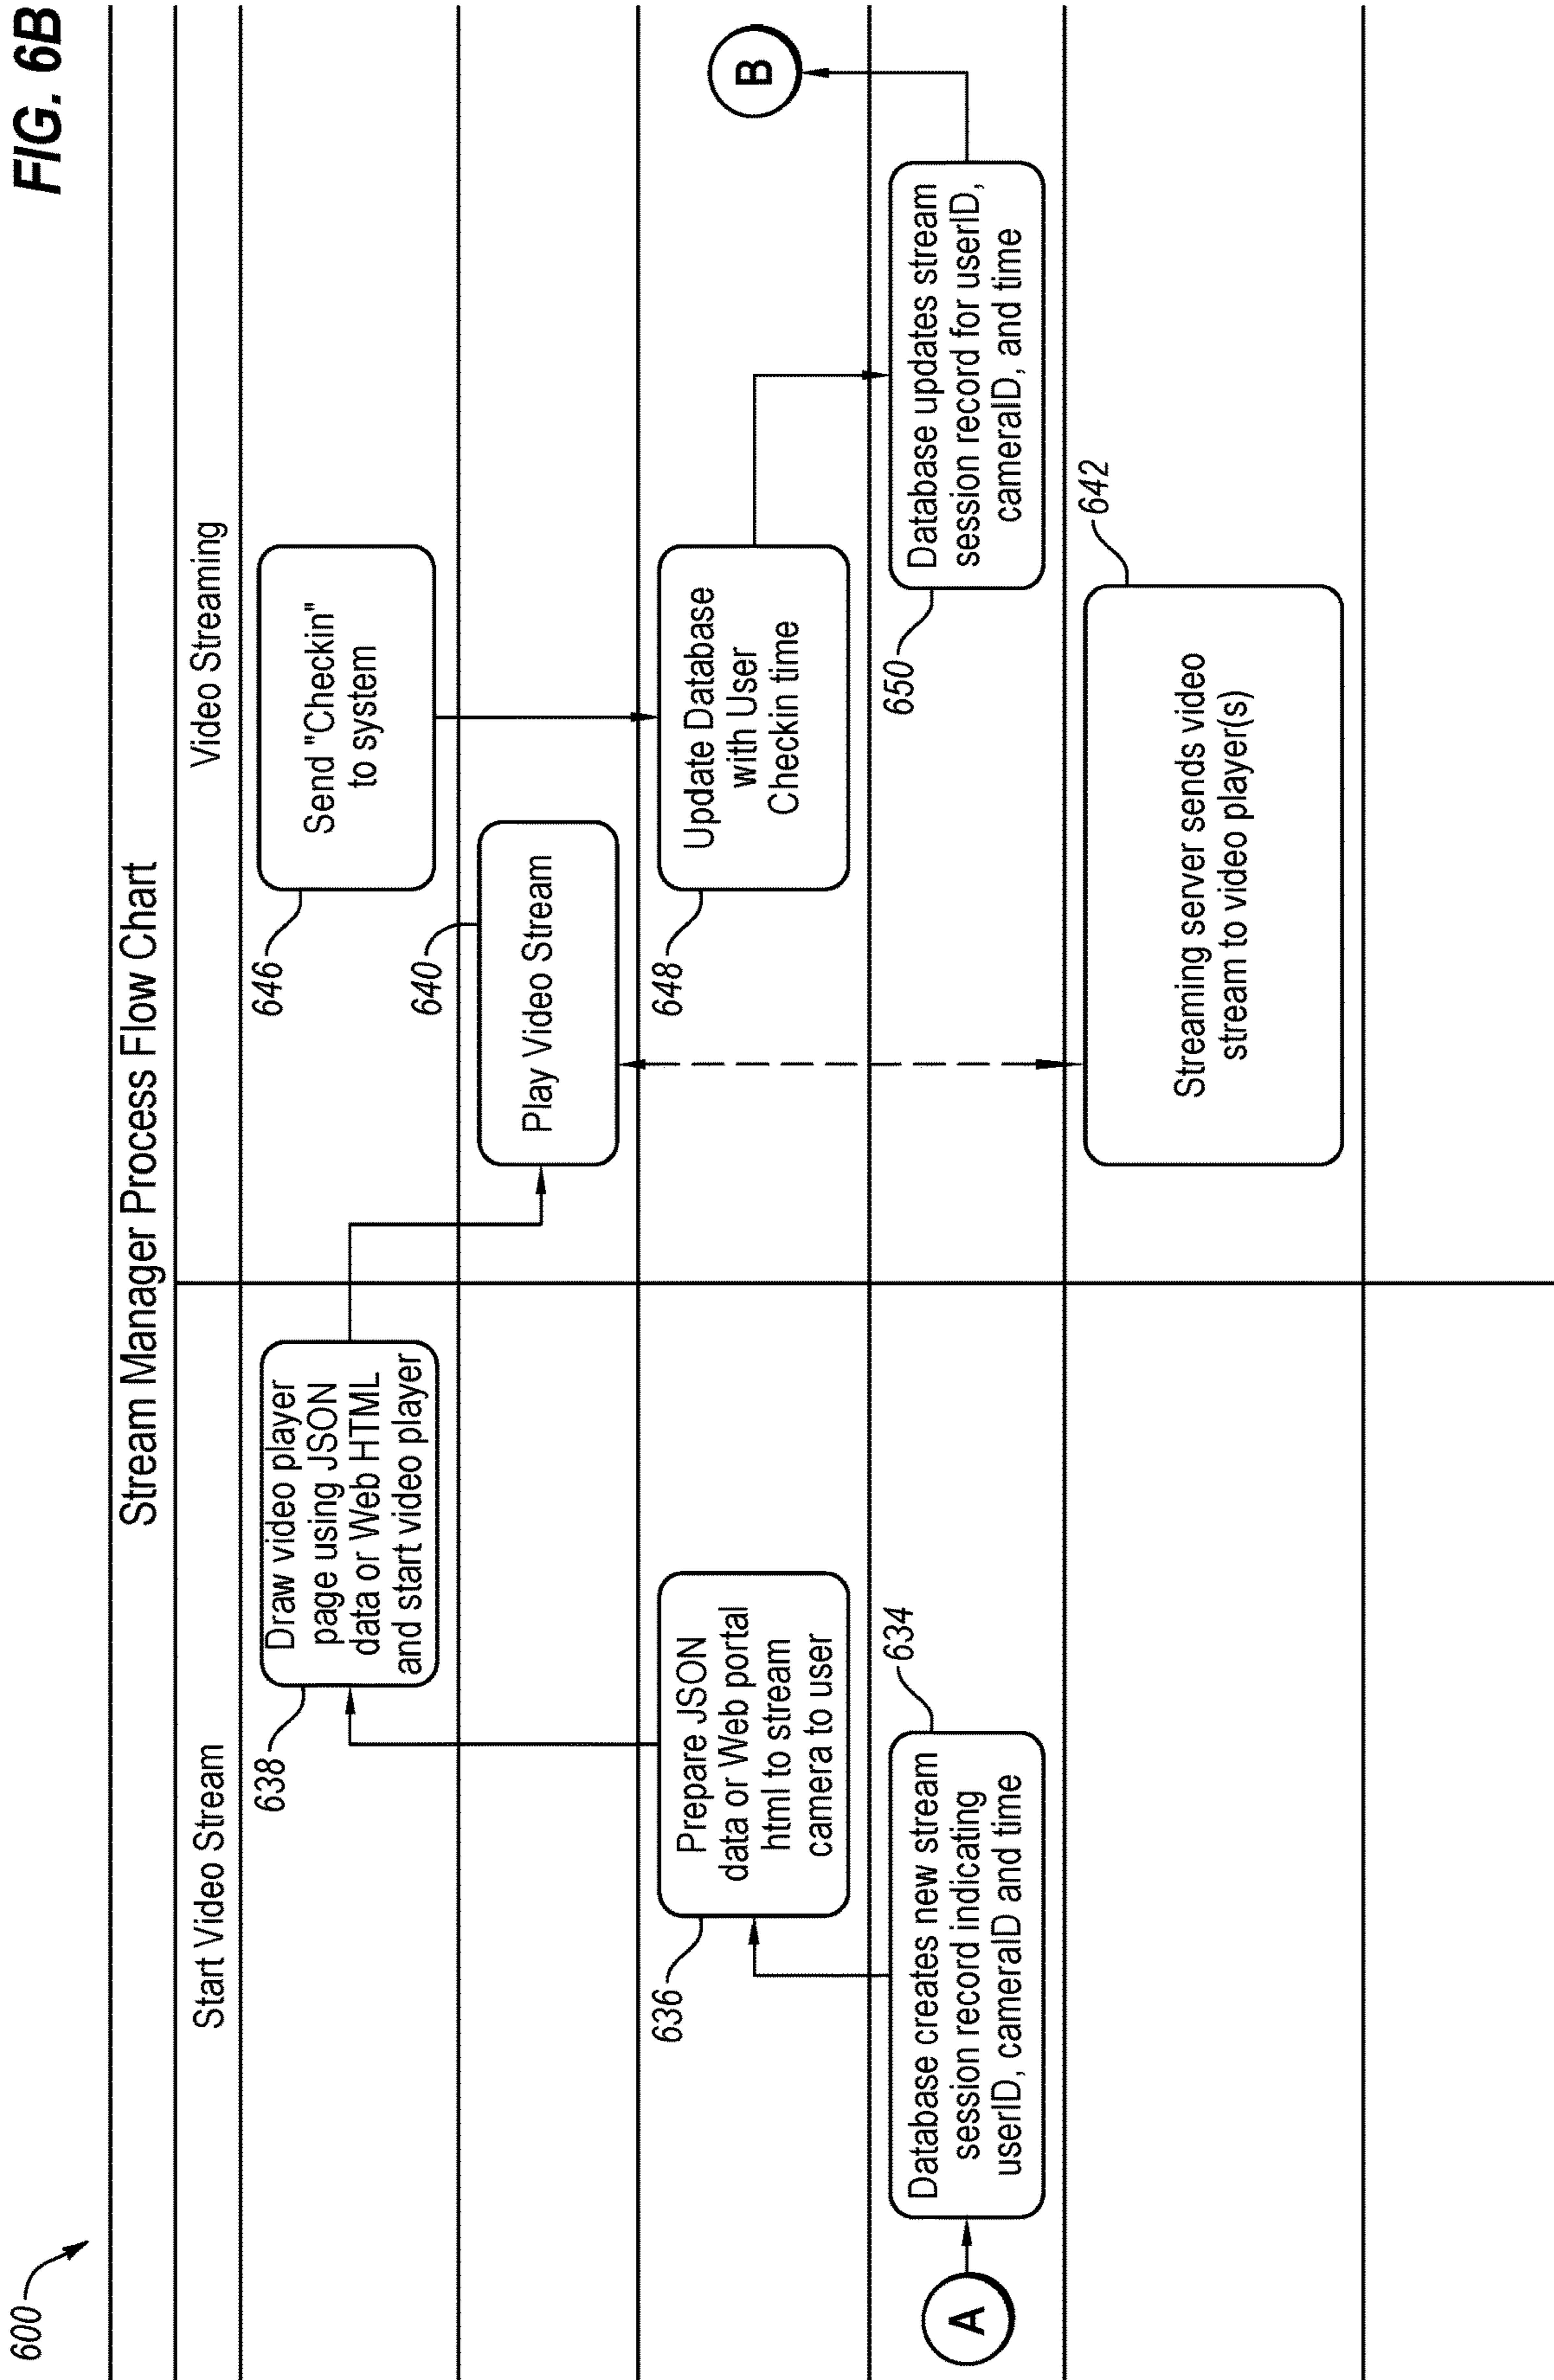 FIG. 6B
600
Stream Manager Process Flow Chart
Start Video Stream
Video Streaming
638
Draw video player
page using JSON
data or Web HTML
and start video player
646
Send "Checkin"
to system
640
Play Video Stream
636
Prepare JSON
data or Web portal
html to stream
camera to user
648
Update Database
with User
Checkin time
B
A
634
Database creates new stream
session record indicating
userID, cameraID and time
650
Database updates stream
session record for userID,
cameraID, and time
642
Streaming server sends video
stream to video player(s)